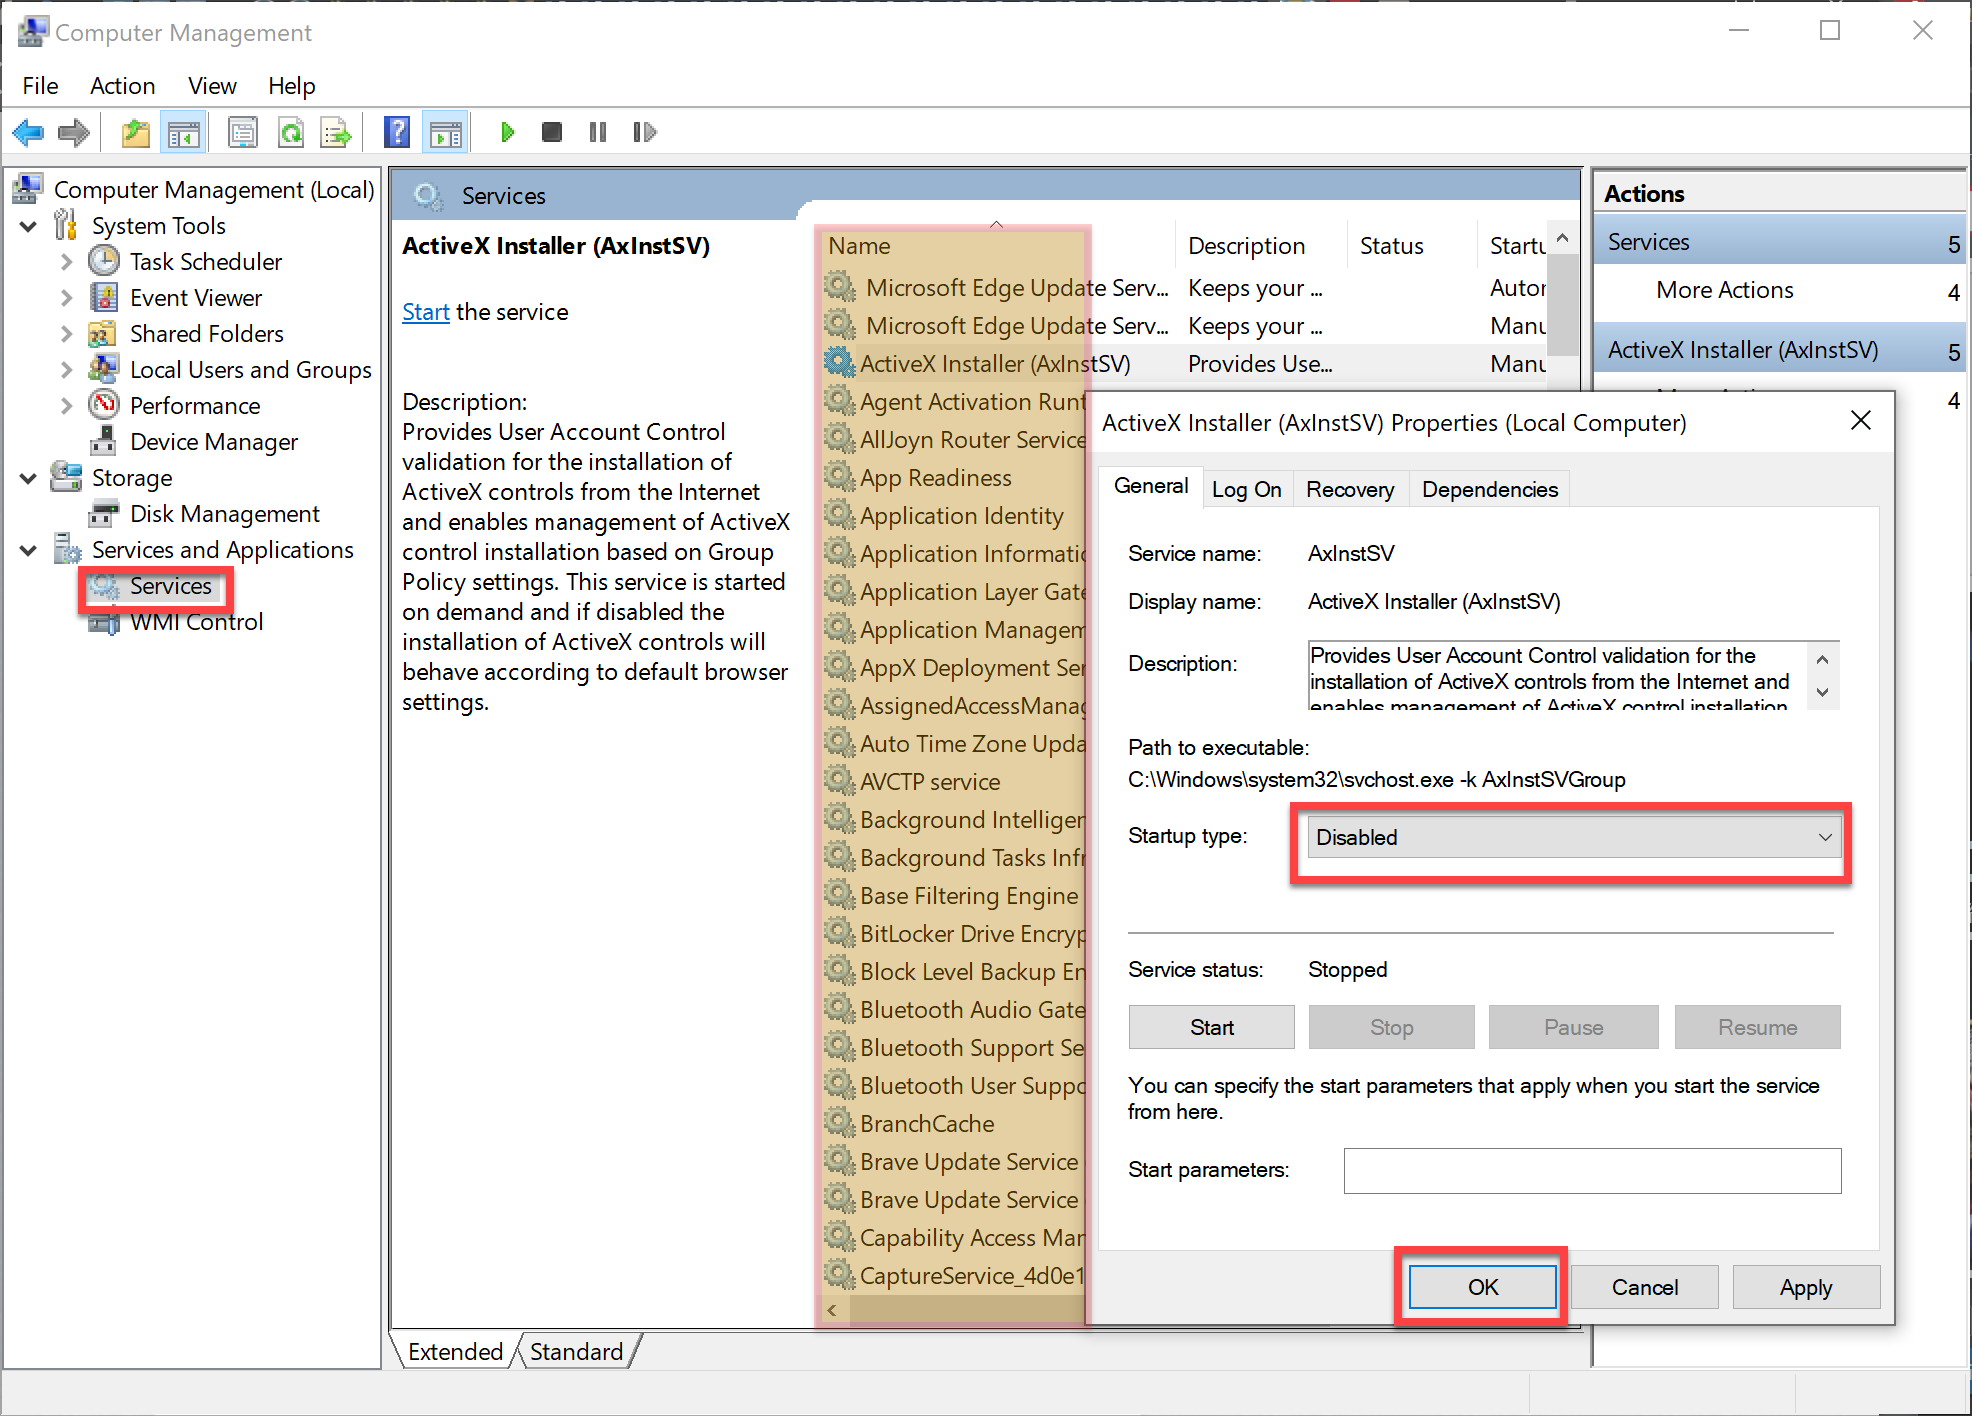 Computer Management
File Action View Help
Computer Management (Local)
System Tools
Task Scheduler
Event Viewer
Shared Folders
Local Users and Groups
Performance
Device Manager
Storage
Disk Management
Services and Applications
Services
WMI Control
Services
ActiveX Installer (AxInstSV)
Start the service
Description:
Provides User Account Control
validation for the installation of
ActiveX controls from the Internet
and enables management of ActiveX
control installation based on Group
Policy settings. This service is started
on demand and if disabled the
installation of ActiveX controls will
behave according to default browser
settings.
Name Description Status Startu
Microsoft Edge Update Serv... Keeps your ... Autor
Microsoft Edge Update Serv... Keeps your ... Manu
ActiveX Installer (AxInstSV) Provides Use... Manu
Agent Activation Runt
AllJoyn Router Service
App Readiness
Application Identity
Application Informatic
Application Layer Gate
Application Managem
AppX Deployment Ser
AssignedAccessManag
Auto Time Zone Upda
AVCTP service
Background Intelliger
Background Tasks Infr
Base Filtering Engine
BitLocker Drive Encryp
Block Level Backup En
Bluetooth Audio Gate
Bluetooth Support Se
Bluetooth User Suppo
BranchCache
Brave Update Service
Brave Update Service
Capability Access Mar
CaptureService_4d0e1
Extended Standard
Actions
Services
More Actions
ActiveX Installer (AxInstSV)
ActiveX Installer (AxInstSV) Properties (Local Computer)
General Log On Recovery Dependencies
Service name: AxInstSV
Display name: ActiveX Installer (AxInstSV)
Description: Provides User Account Control validation for the
installation of ActiveX controls from the Internet and
enables management of ActiveX control installation
Path to executable:
C:\Windows\system32\svchost.exe -k AxInstSVGroup
Startup type: Disabled
Service status: Stopped
Start Stop Pause Resume
You can specify the start parameters that apply when you start the service
from here.
Start parameters:
OK Cancel Apply